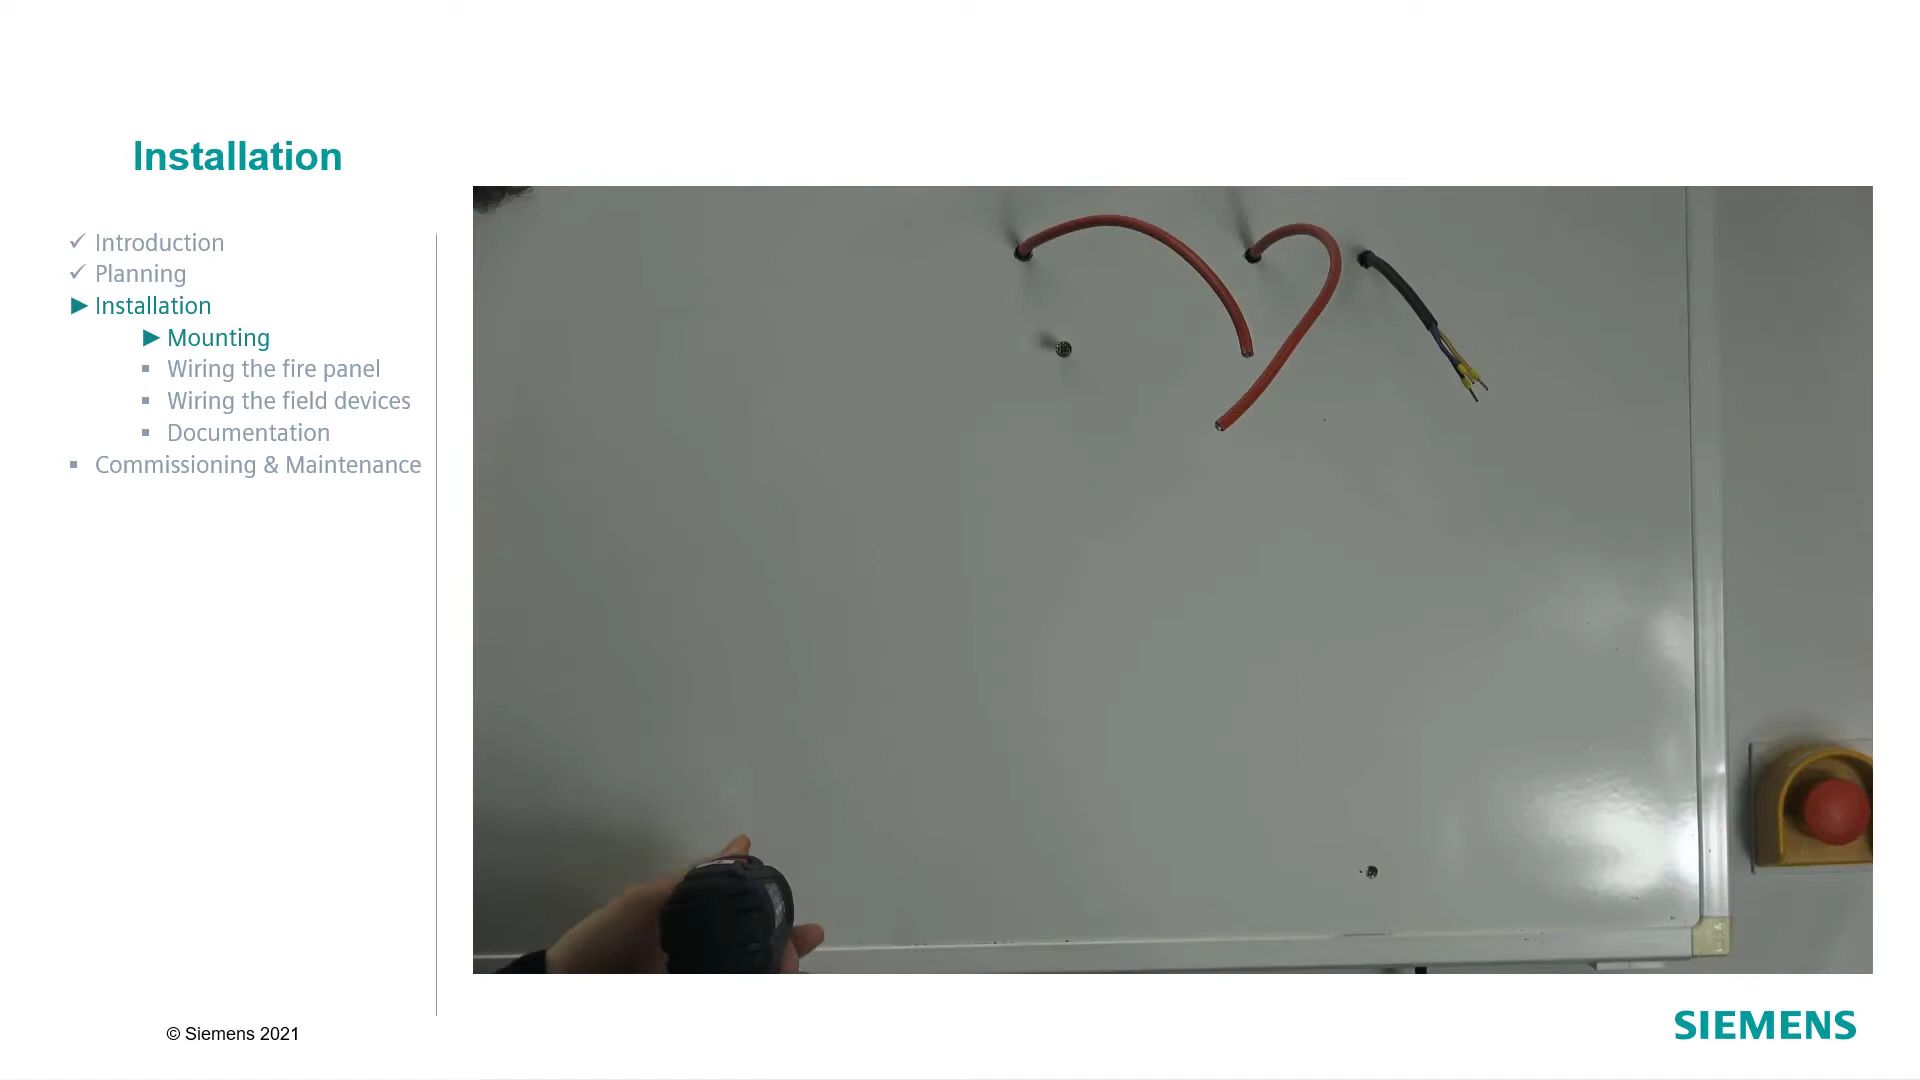 Installation
✓ Introduction
✓ Planning
▶ Installation
▶ Mounting
▪ Wiring the fire panel
▪ Wiring the field devices
▪ Documentation
▪ Commissioning & Maintenance
© Siemens 2021
SIEMENS